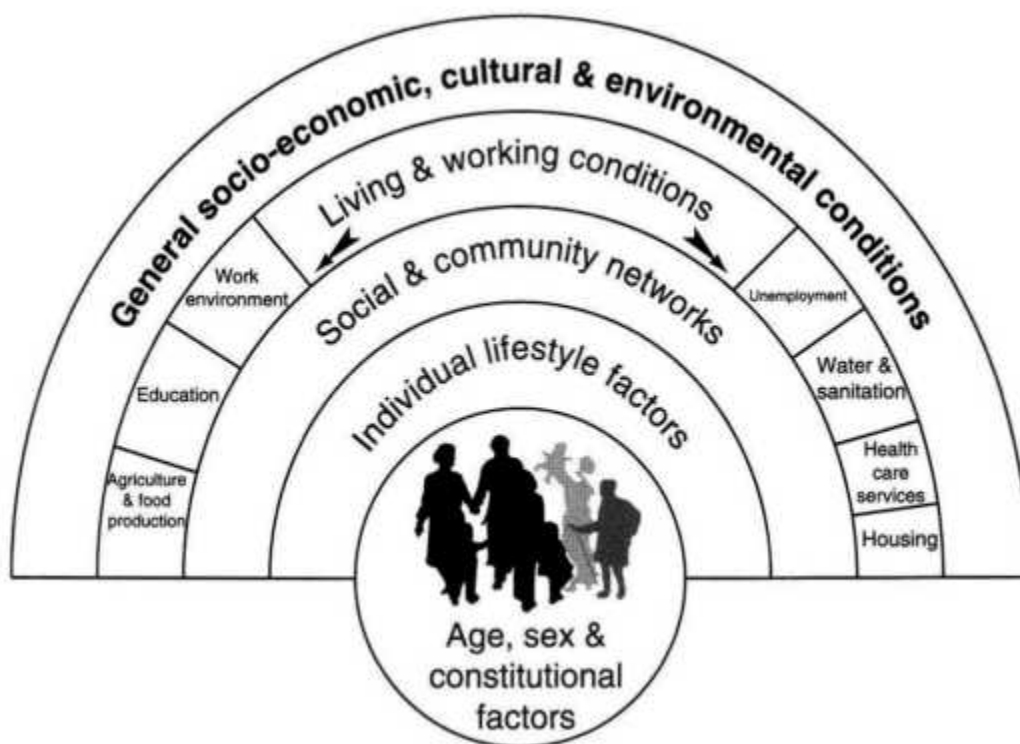 General socio-economic, cultural & environmental conditions
Living & working conditions
Social & community networks
Individual lifestyle factors
Work
environment
Education
Agriculture
& food
production
Unemployment
Water &
sanitation
Health
care
services
Housing
Age, sex &
constitutional
factors